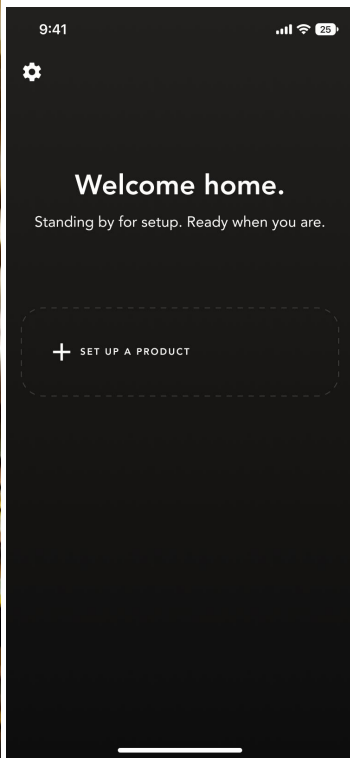 9:41
25
Welcome home.
Standing by for setup. Ready when you are.
SET UP A PRODUCT